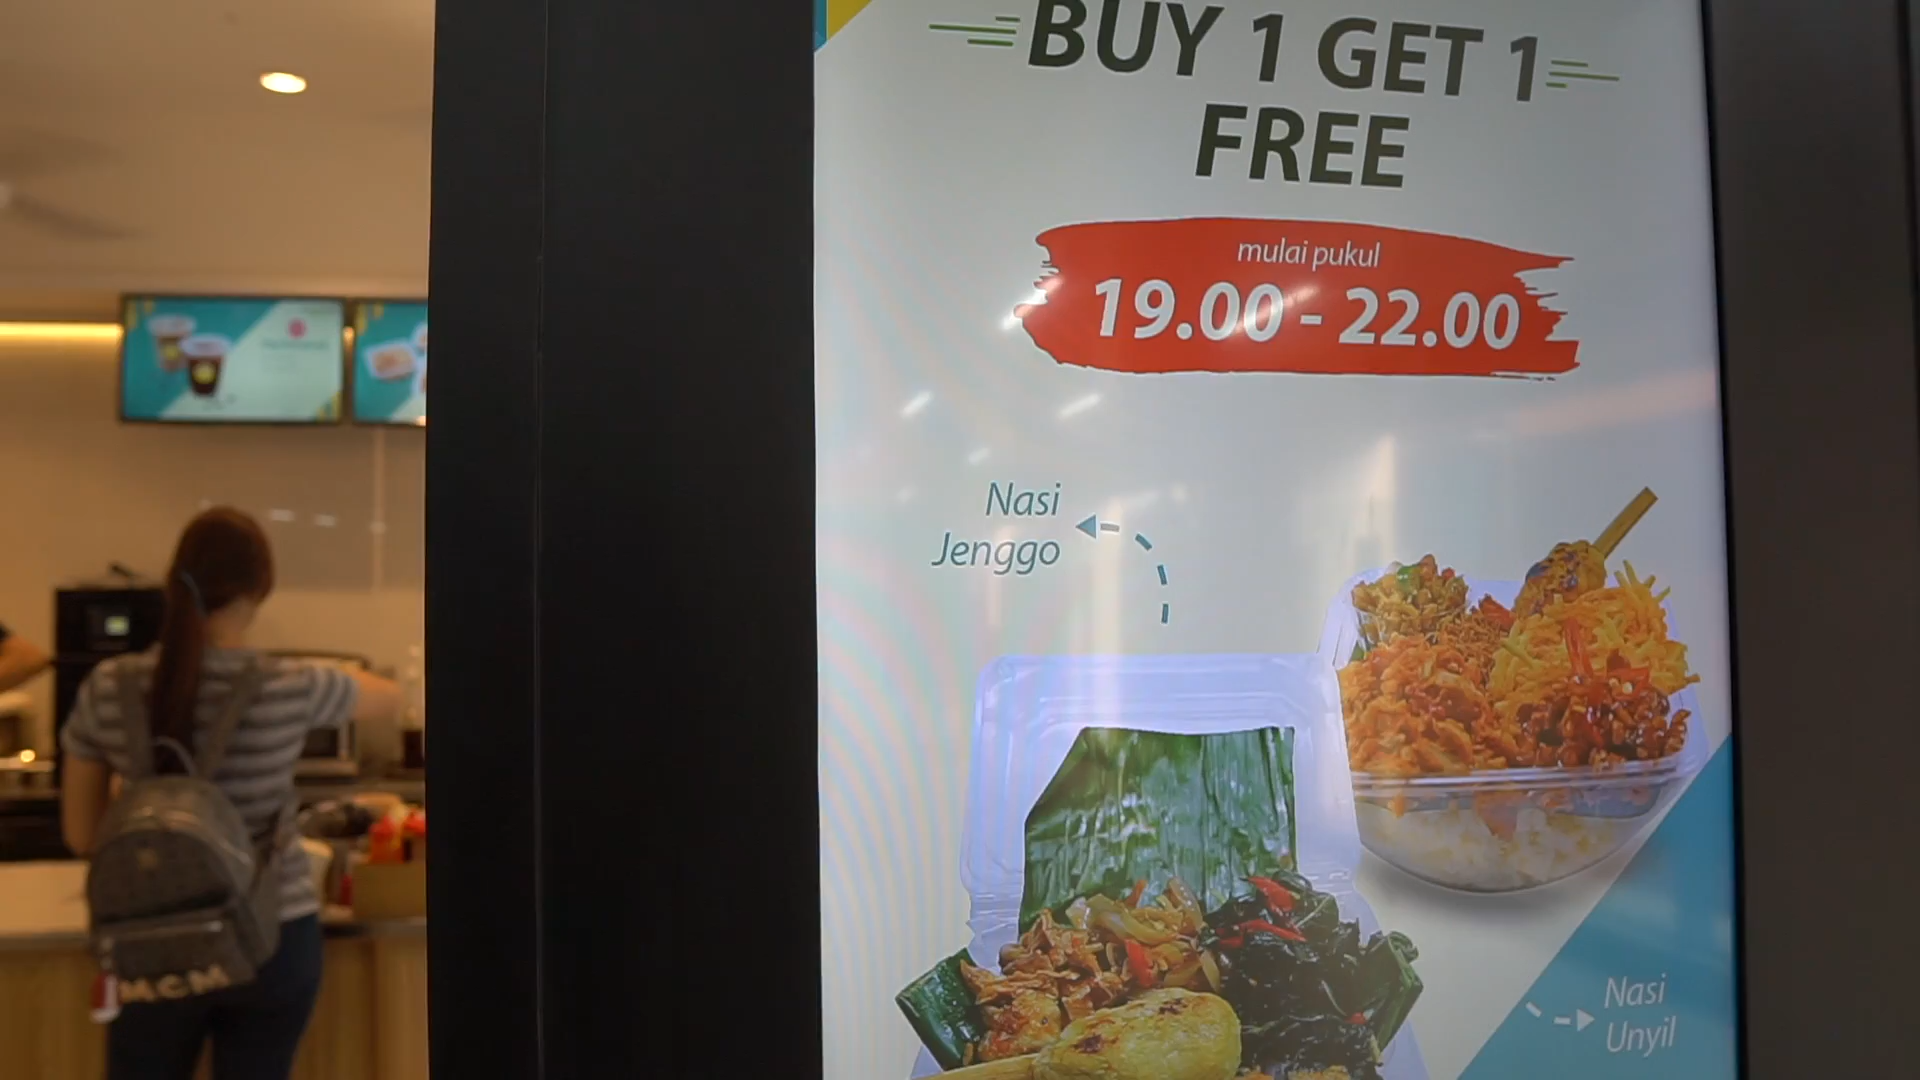 BUY 1 GET 1
FREE
mulai pukul
19.00 - 22.00
Nasi
Jenggo
Nasi
Unyil
MCM